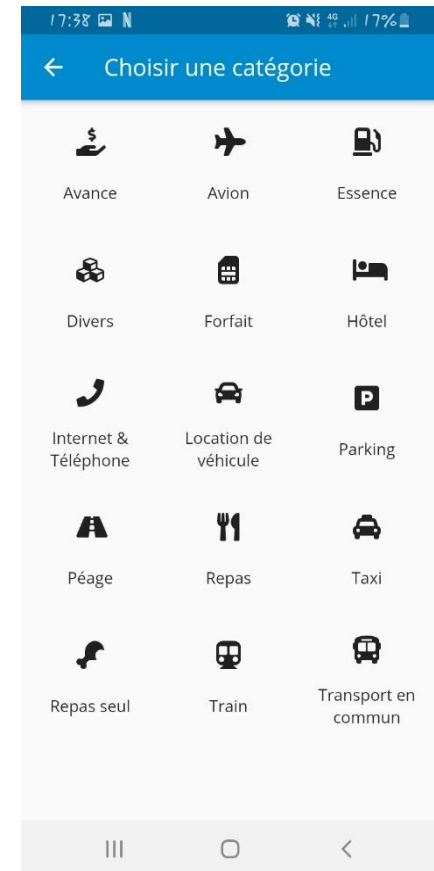 17:38 N 4G 17%
Choisir une catégorie
Avance Avion Essence
Divers Forfait Hôtel
Internet & Téléphone
Location de véhicule
Parking
Péage Repas Taxi
Repas seul Train
Transport en commun